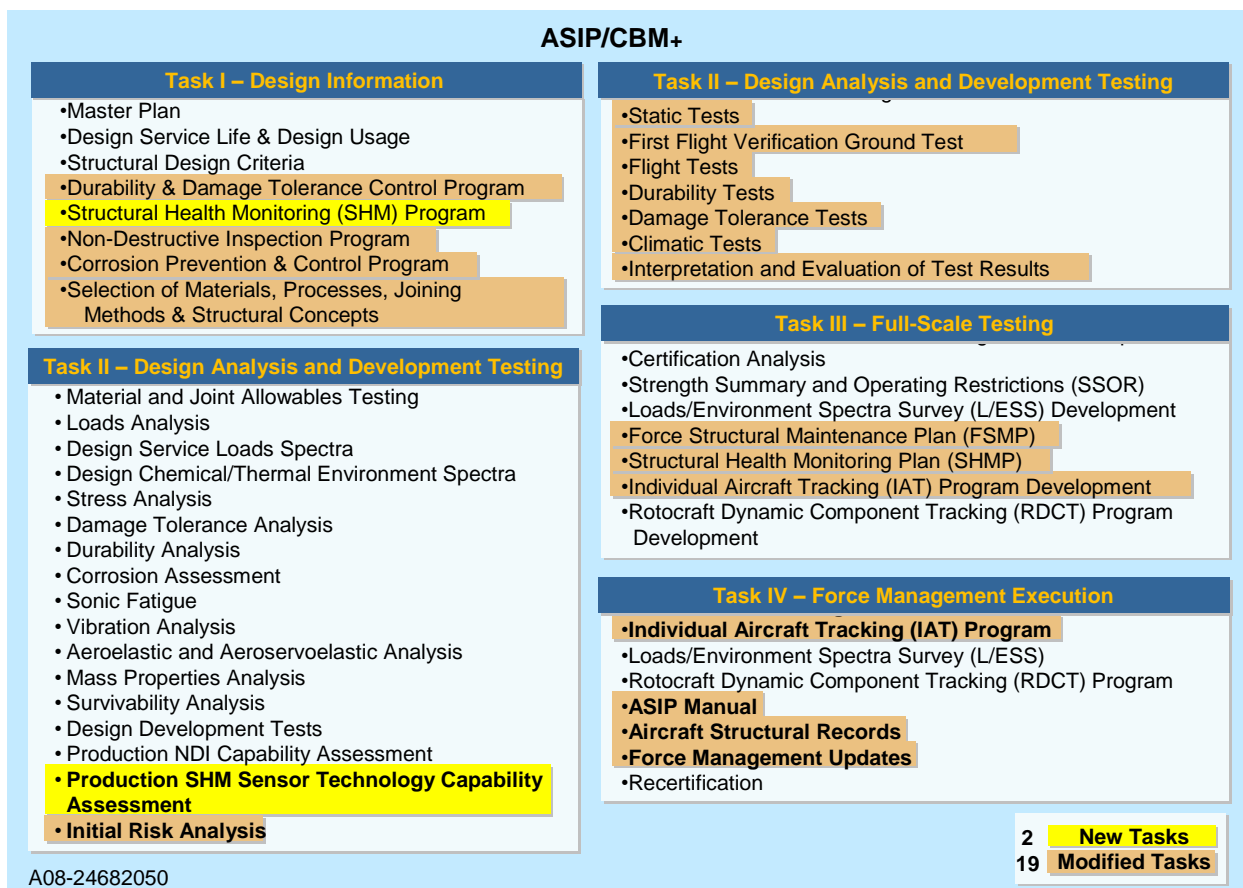 ASIP/CBM+
Task I – Design Information
•Master Plan
•Design Service Life & Design Usage
•Structural Design Criteria
•Durability & Damage Tolerance Control Program
•Structural Health Monitoring (SHM) Program
•Non-Destructive Inspection Program
•Corrosion Prevention & Control Program
•Selection of Materials, Processes, Joining
Methods & Structural Concepts
Task II – Design Analysis and Development Testing
• Material and Joint Allowables Testing
• Loads Analysis
• Design Service Loads Spectra
• Design Chemical/Thermal Environment Spectra
• Stress Analysis
• Damage Tolerance Analysis
• Durability Analysis
• Corrosion Assessment
• Sonic Fatigue
• Vibration Analysis
• Aeroelastic and Aeroservoelastic Analysis
• Mass Properties Analysis
• Survivability Analysis
• Design Development Tests
• Production NDI Capability Assessment
• Production SHM Sensor Technology Capability
Assessment
• Initial Risk Analysis
Task II – Design Analysis and Development Testing
•Static Tests
•First Flight Verification Ground Test
•Flight Tests
•Durability Tests
•Damage Tolerance Tests
•Climatic Tests
•Interpretation and Evaluation of Test Results
Task III – Full-Scale Testing
•Certification Analysis
•Strength Summary and Operating Restrictions (SSOR)
•Loads/Environment Spectra Survey (L/ESS) Development
•Force Structural Maintenance Plan (FSMP)
•Structural Health Monitoring Plan (SHMP)
•Individual Aircraft Tracking (IAT) Program Development
•Rotocraft Dynamic Component Tracking (RDCT) Program
Development
Task IV – Force Management Execution
•Individual Aircraft Tracking (IAT) Program
•Loads/Environment Spectra Survey (L/ESS)
•Rotocraft Dynamic Component Tracking (RDCT) Program
•ASIP Manual
•Aircraft Structural Records
•Force Management Updates
•Recertification
2 New Tasks
19 Modified Tasks
A08-24682050